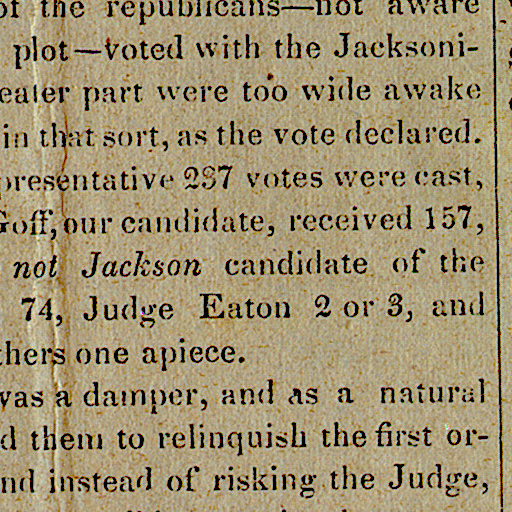 of the republicans—not aware
plot—voted with the Jacksoni-
eater part were too wide awake
in that sort, as the vote declared.
presentative 237 votes were cast,
Goff, our candidate, received 157,
not Jackson candidate of the
74, Judge Eaton 2 or 3, and
thers one apiece.
was a damper, and as a natural
d them to relinquish the first or-
nd instead of risking the Judge,